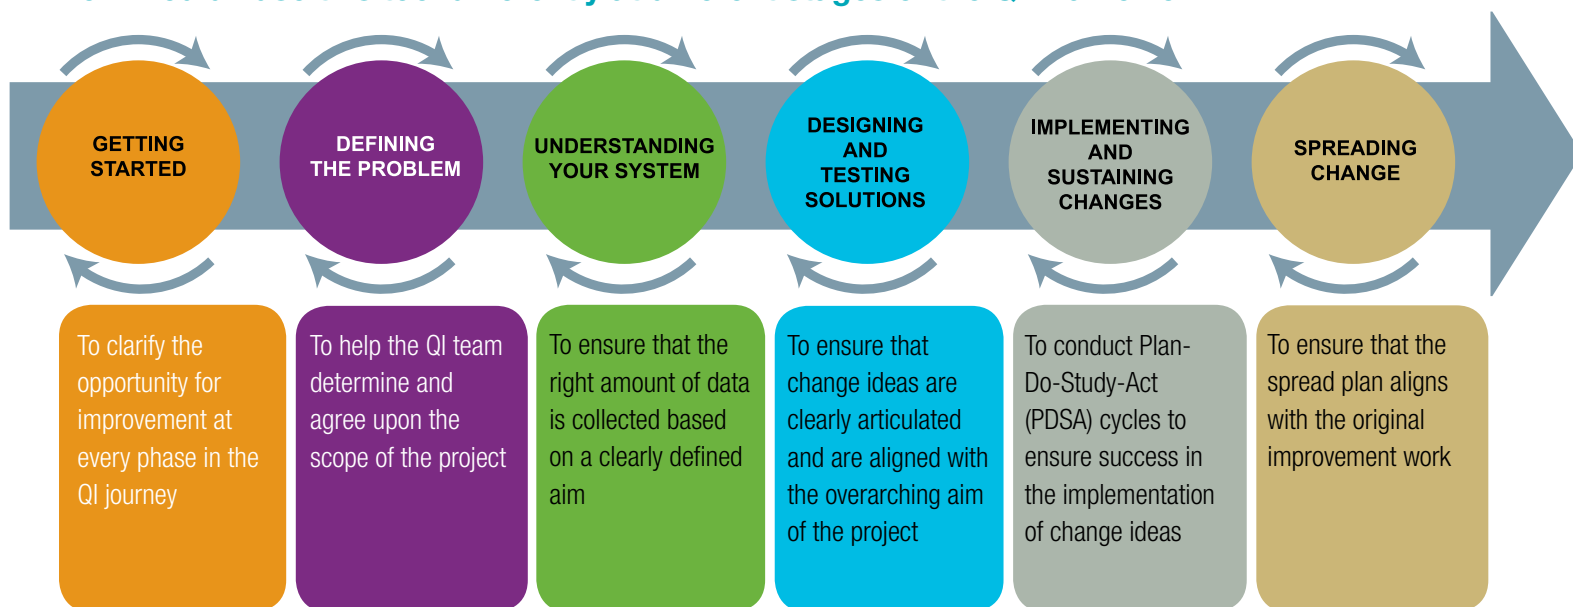 GETTING
STARTED
DEFINING
THE PROBLEM
UNDERSTANDING
YOUR SYSTEM
DESIGNING
AND
TESTING
SOLUTIONS
IMPLEMENTING
AND
SUSTAINING
CHANGES
SPREADING
CHANGE
To clarify the
opportunity for
improvement at
every phase in the
QI journey
To help the QI team
determine and
agree upon the
scope of the project
To ensure that the
right amount of data
is collected based
on a clearly defined
aim
To ensure that
change ideas are
clearly articulated
and are aligned with
the overarching aim
of the project
To conduct Plan-
Do-Study-Act
(PDSA) cycles to
ensure success in
the implementation
of change ideas
To ensure that the
spread plan aligns
with the original
improvement work